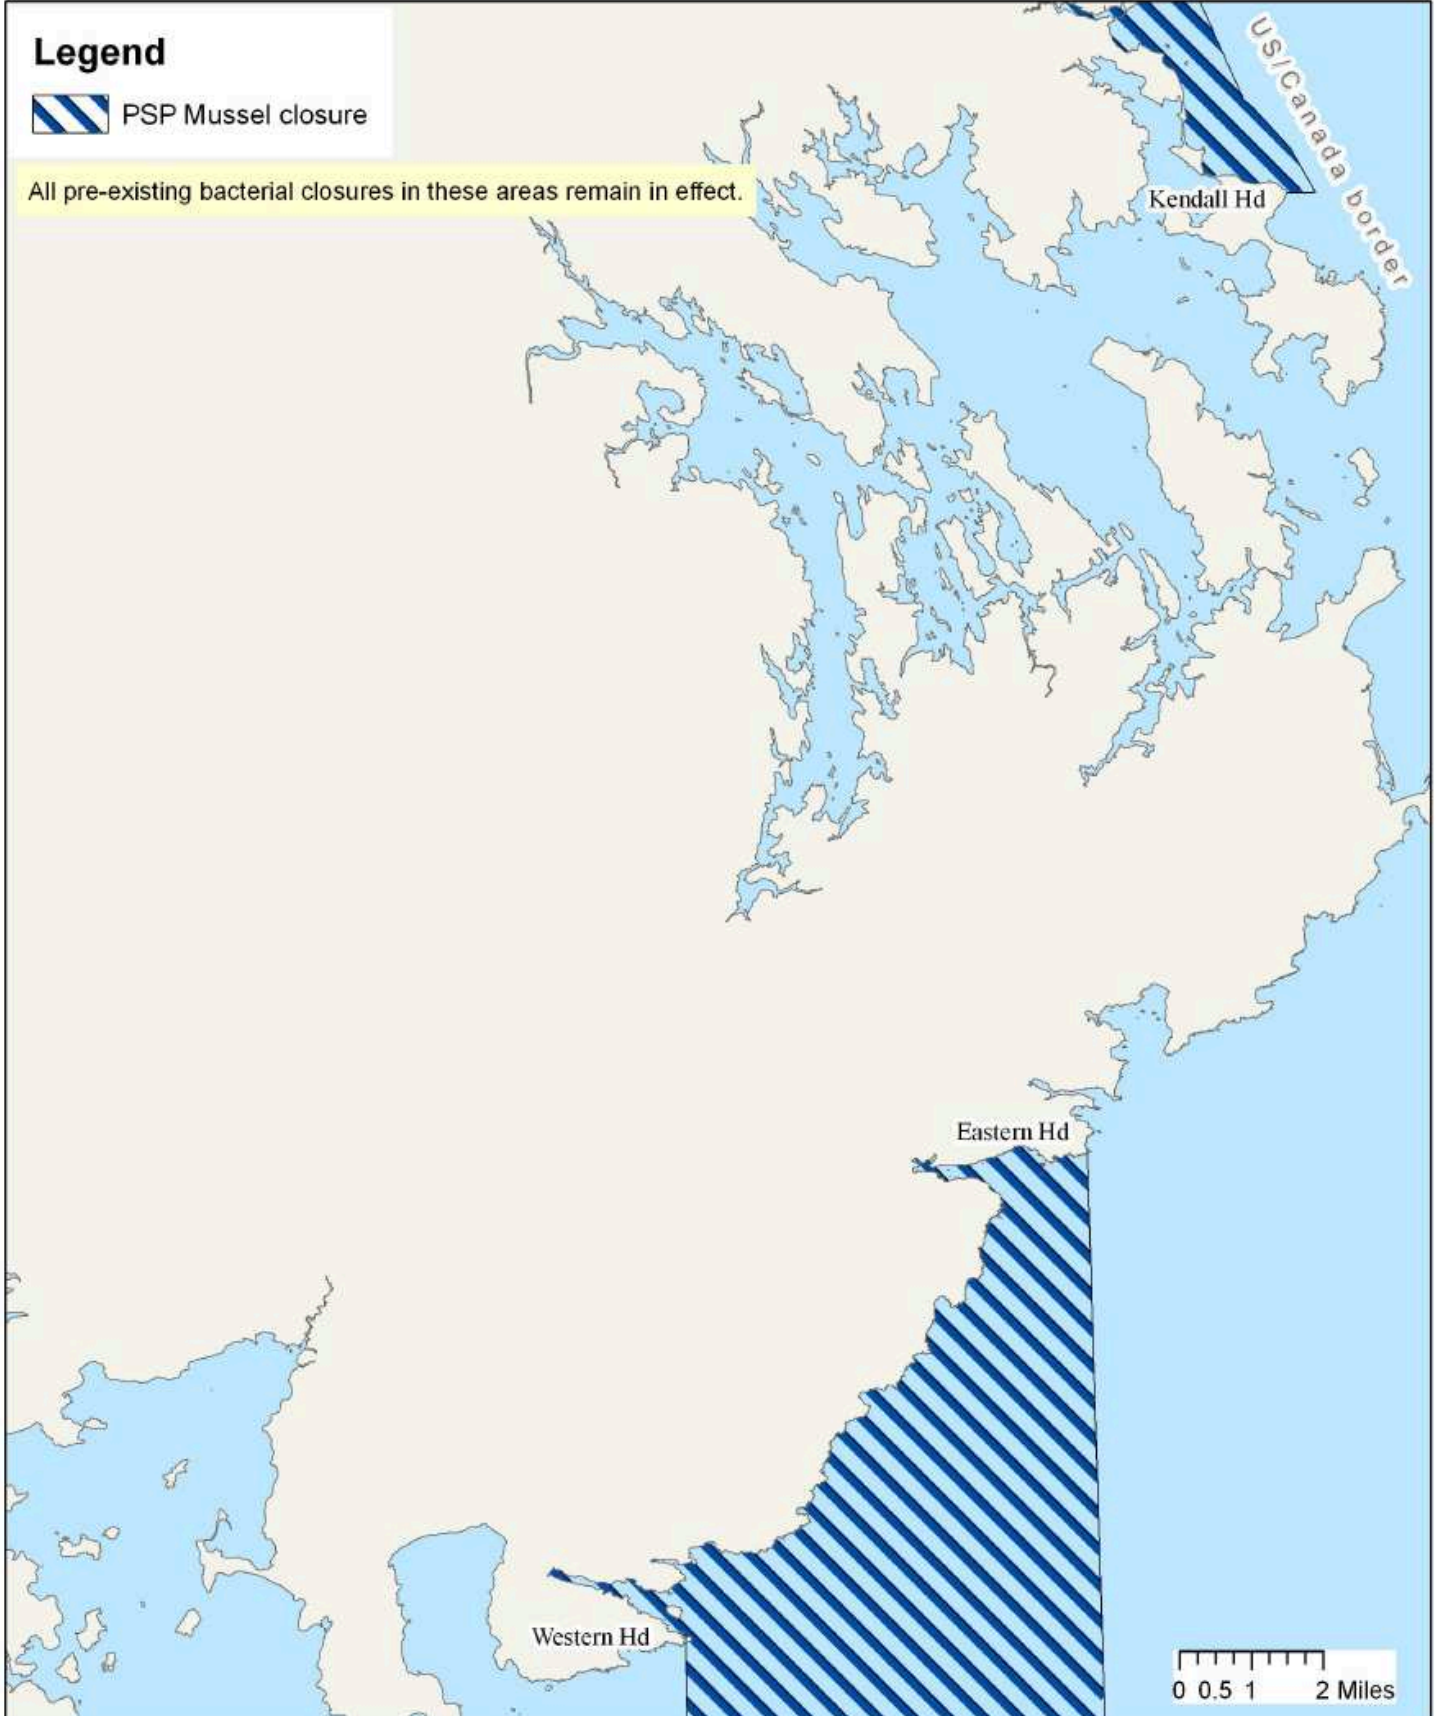 Legend
PSP Mussel closure
All pre-existing bacterial closures in these areas remain in effect.
US/Canada border
Kendall Hd
Eastern Hd
Western Hd
0 0.5 1 2 Miles